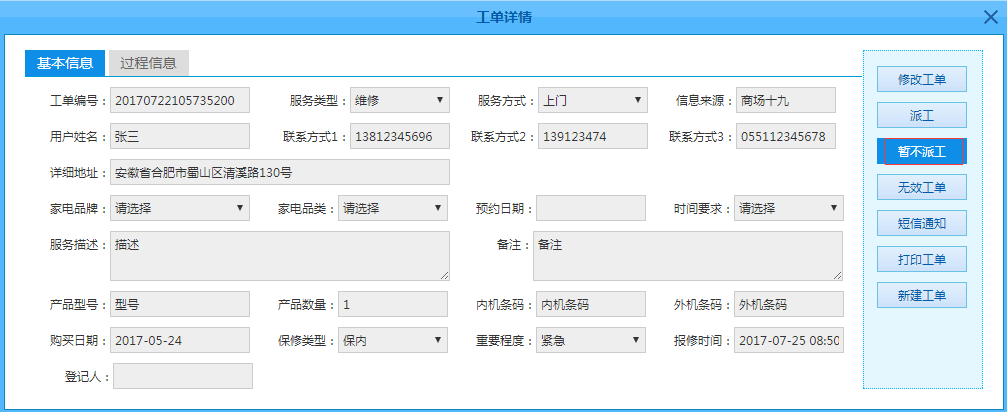 工单详情
基本信息 过程信息
工单编号：20170722105735200 服务类型：维修 服务方式：上门 信息来源：商场十九
用户姓名：张三 联系方式1：13812345696 联系方式2：139123474 联系方式3：055112345678
详细地址：安徽省合肥市蜀山区清溪路130号
家电品牌：请选择 家电品类：请选择 预约日期： 时间要求：请选择
服务描述：描述 备注：备注
产品型号：型号 产品数量：1 内机条码：内机条码 外机条码：外机条码
购买日期：2017-05-24 保修类型：保内 重要程度：紧急 报修时间：2017-07-25 08:50
登记人：
修改工单
派工
暂不派工
无效工单
短信通知
打印工单
新建工单